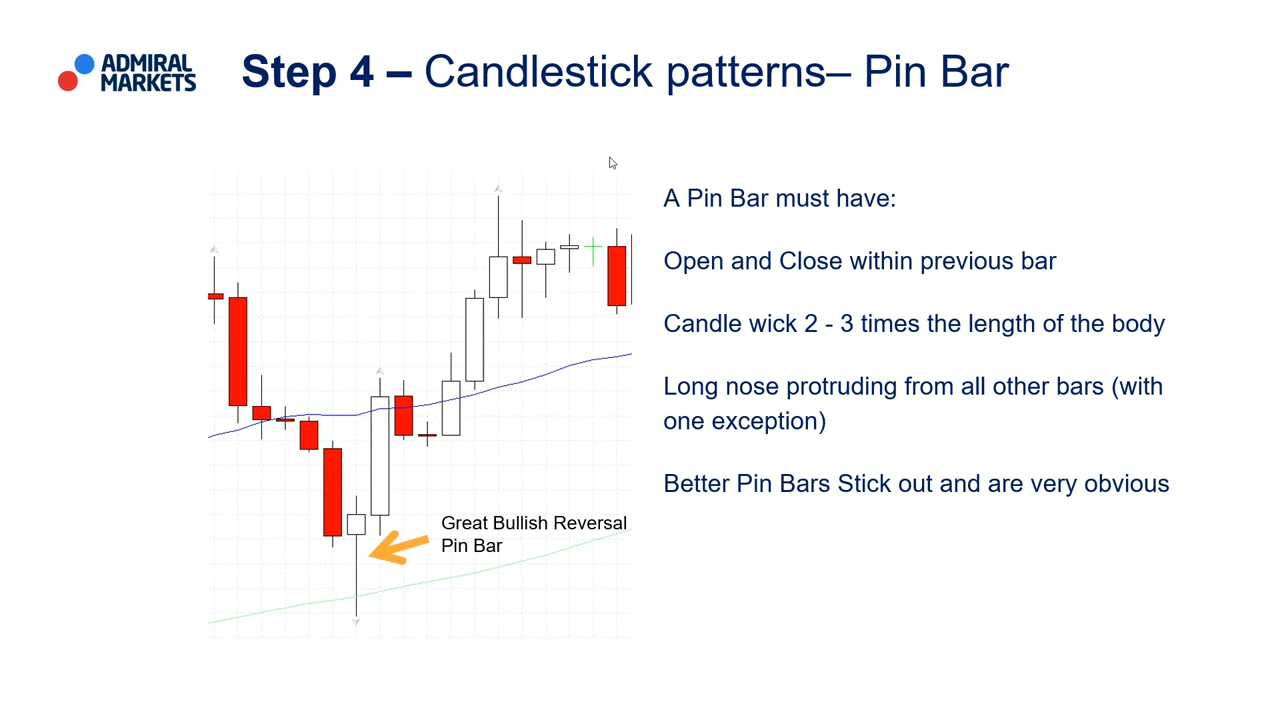 ADMIRAL
MARKETS
Step 4 – Candlestick patterns– Pin Bar
A Pin Bar must have:
Open and Close within previous bar
Candle wick 2 - 3 times the length of the body
Long nose protruding from all other bars (with
one exception)
Better Pin Bars Stick out and are very obvious
Great Bullish Reversal
Pin Bar